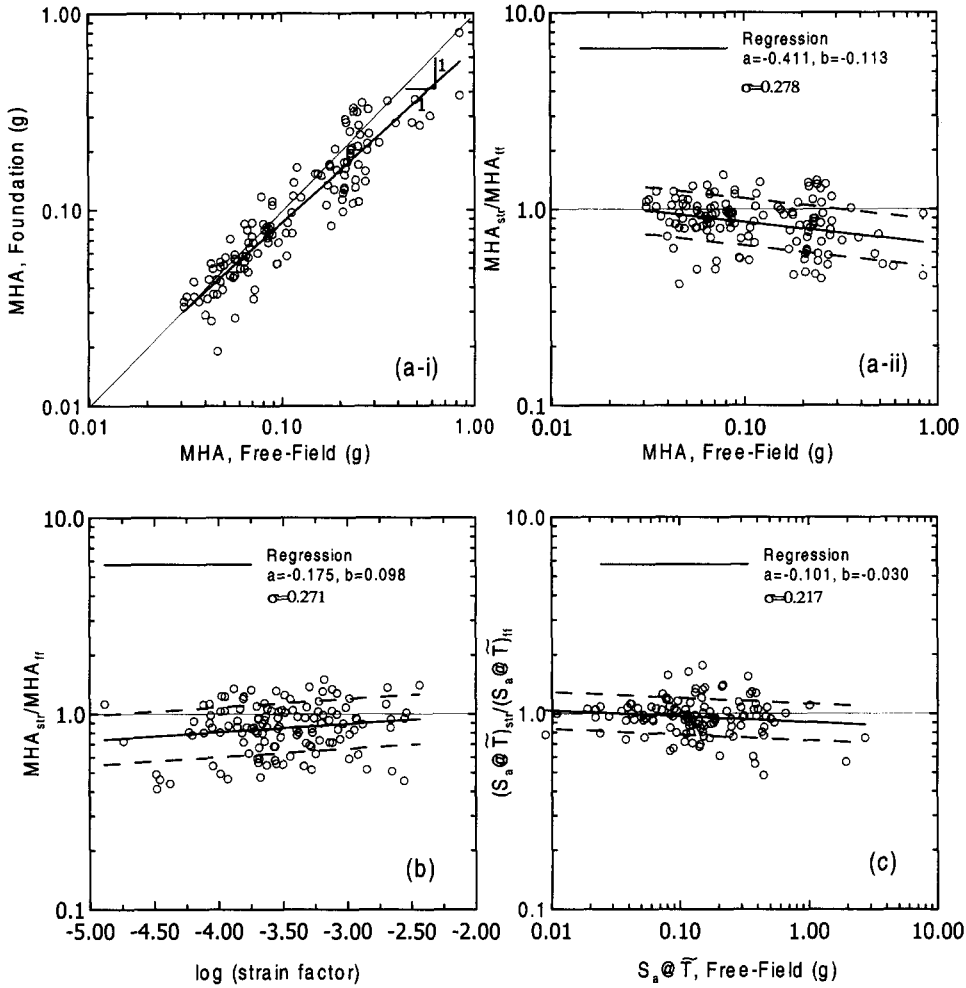 1.00
0.10
0.01
MHA, Foundation (g)
1
1
(a-i)
0.01 0.10 1.00
MHA, Free-Field (g)
10.0
1.0
0.1
MHA_str/MHA_ff
Regression
a=-0.411, b=-0.113
σ=0.278
(a-ii)
0.01 0.10 1.00
MHA, Free-Field (g)
10.0
1.0
0.1
MHA_str/MHA_ff
Regression
a=-0.175, b=0.098
σ=0.271
(b)
-5.00 -4.50 -4.00 -3.50 -3.00 -2.50 -2.00
log (strain factor)
10.0
1.0
0.1
(S_a@T̃)_str/(S_a@T̃)_ff
Regression
a=-0.101, b=-0.030
σ=0.217
(c)
0.01 0.10 1.00 10.00
S_a@T̃, Free-Field (g)